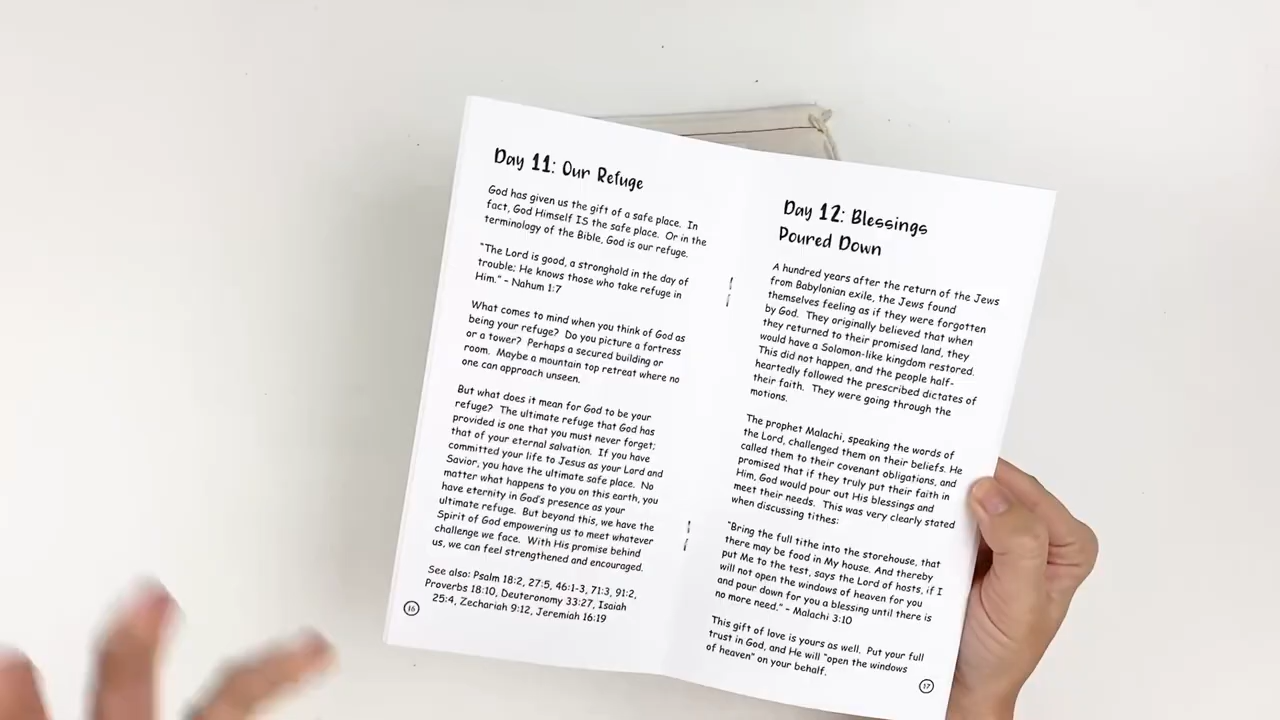 Day 11: Our Refuge
God has given us the gift of a safe place. In
fact, God Himself IS the safe place. Or in the
terminology of the Bible, God is our refuge.
"The Lord is good, a stronghold in the day of
trouble; He knows those who take refuge in
Him." – Nahum 1:7
What comes to mind when you think of God as
being your refuge? Do you picture a fortress
or a tower? Perhaps a secured building or
room. Maybe a mountain top retreat where no
one can approach unseen.
But what does it mean for God to be your
refuge? The ultimate refuge that God has
provided is one that you must never forget;
that of your eternal salvation. If you have
committed your life to Jesus as your Lord and
Savior, you have the ultimate safe place. No
matter what happens to you on this earth, you
have eternity in God's presence as your
ultimate refuge. But beyond this, we have the
Spirit of God empowering us to meet whatever
challenge we face. With His promise behind
us, we can feel strengthened and encouraged.
See also: Psalm 18:2, 27:5, 46:1-3, 71:3, 91:2,
Proverbs 18:10, Deuteronomy 33:27, Isaiah
25:4, Zechariah 9:12, Jeremiah 16:19
16
Day 12: Blessings
Poured Down
A hundred years after the return of the Jews
from Babylonian exile, the Jews found
themselves feeling as if they were forgotten
by God. They originally believed that when
they returned to their promised land, they
would have a Solomon-like kingdom restored.
This did not happen, and the people half-
heartedly followed the prescribed dictates of
their faith. They were going through the
motions.
The prophet Malachi, speaking the words of
the Lord, challenged them on their beliefs. He
called them to their covenant obligations, and
promised that if they truly put their faith in
Him, God would pour out His blessings and
meet their needs. This was very clearly stated
when discussing tithes:
"Bring the full tithe into the storehouse, that
there may be food in My house. And thereby
put Me to the test, says the Lord of hosts, if I
will not open the windows of heaven for you
and pour down for you a blessing until there is
no more need." – Malachi 3:10
This gift of love is yours as well. Put your full
trust in God, and He will "open the windows
of heaven" on your behalf.
17